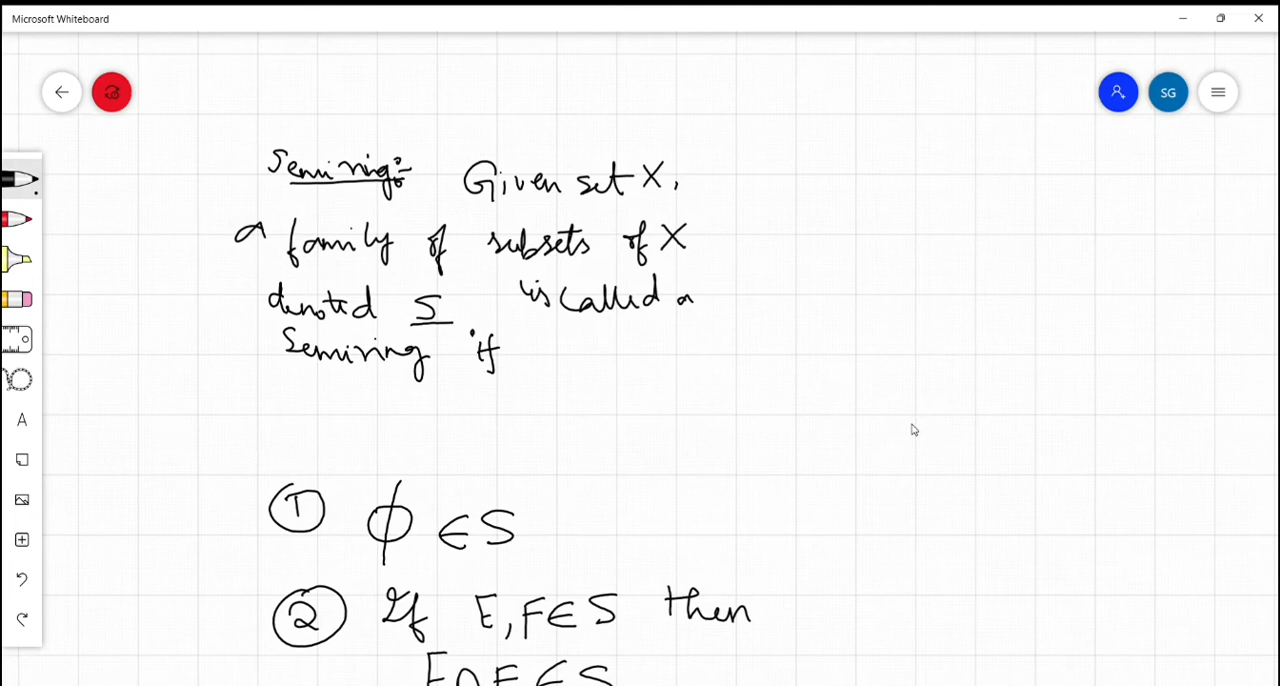 Microsoft Whiteboard
SG
Semiring:- Given set X,
a family of subsets of X
denoted S is called a
Semiring if
A
① ϕ ∈ S
② If E, F ∈ S then
E ∩ F ∈ S